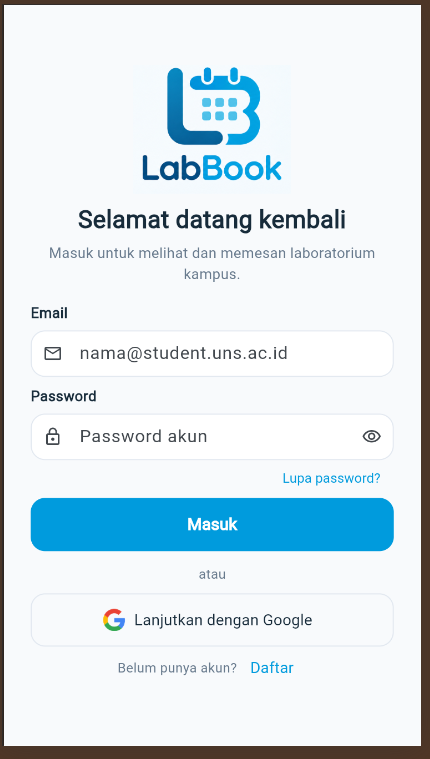 LabBook
Selamat datang kembali
Masuk untuk melihat dan memesan laboratorium
kampus.
Email
nama@student.uns.ac.id
Password
Password akun
Lupa password?
Masuk
atau
Lanjutkan dengan Google
Belum punya akun? Daftar